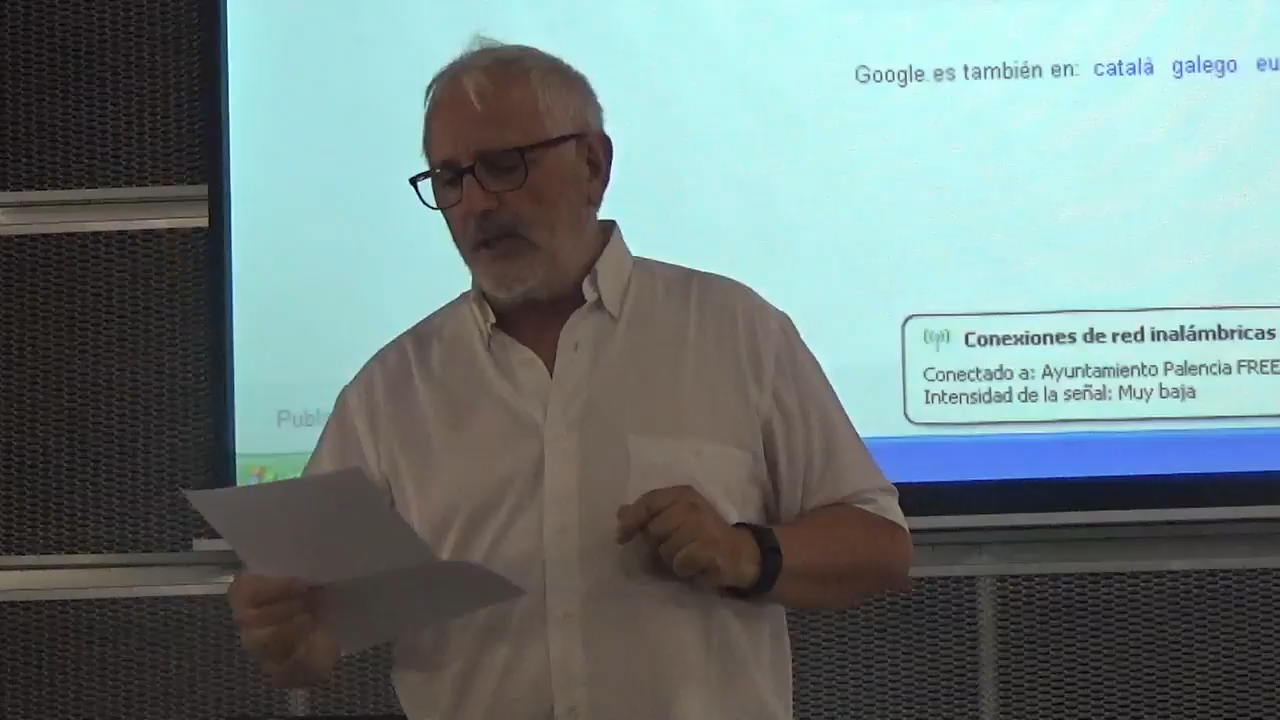 Google.es también en: català galego
Conexiones de red inalámbricas
Conectado a: Ayuntamiento Palencia FREE
Intensidad de la señal: Muy baja